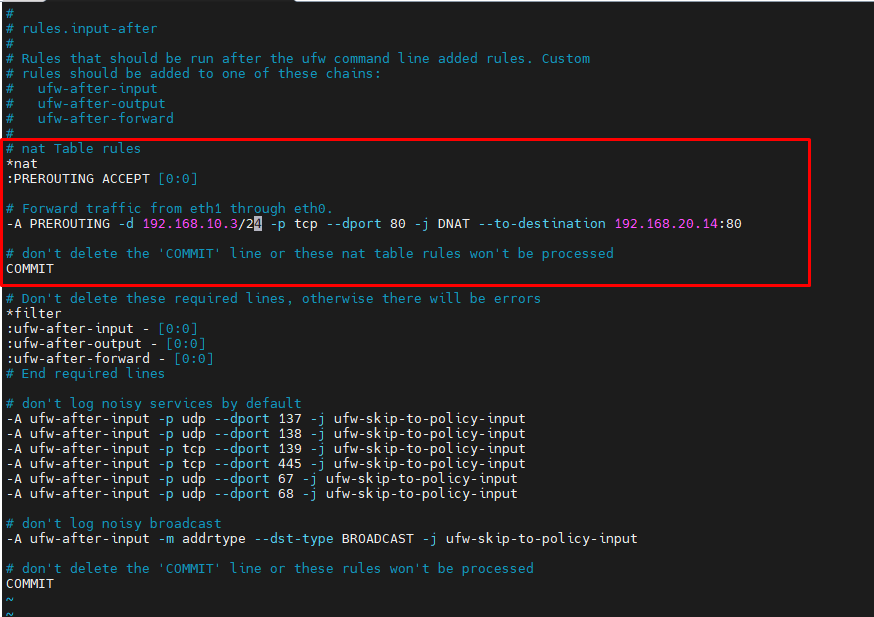 #
# rules.input-after
#
# Rules that should be run after the ufw command line added rules. Custom
# rules should be added to one of these chains:
#   ufw-after-input
#   ufw-after-output
#   ufw-after-forward
#
# nat Table rules
*nat
:PREROUTING ACCEPT [0:0]
# Forward traffic from eth1 through eth0.
-A PREROUTING -d 192.168.10.3/24 -p tcp --dport 80 -j DNAT --to-destination 192.168.20.14:80
# don't delete the 'COMMIT' line or these nat table rules won't be processed
COMMIT
# Don't delete these required lines, otherwise there will be errors
*filter
:ufw-after-input - [0:0]
:ufw-after-output - [0:0]
:ufw-after-forward - [0:0]
# End required lines
# don't log noisy services by default
-A ufw-after-input -p udp --dport 137 -j ufw-skip-to-policy-input
-A ufw-after-input -p udp --dport 138 -j ufw-skip-to-policy-input
-A ufw-after-input -p tcp --dport 139 -j ufw-skip-to-policy-input
-A ufw-after-input -p tcp --dport 445 -j ufw-skip-to-policy-input
-A ufw-after-input -p udp --dport 67 -j ufw-skip-to-policy-input
-A ufw-after-input -p udp --dport 68 -j ufw-skip-to-policy-input
# don't log noisy broadcast
-A ufw-after-input -m addrtype --dst-type BROADCAST -j ufw-skip-to-policy-input
# don't delete the 'COMMIT' line or these rules won't be processed
COMMIT
~
~